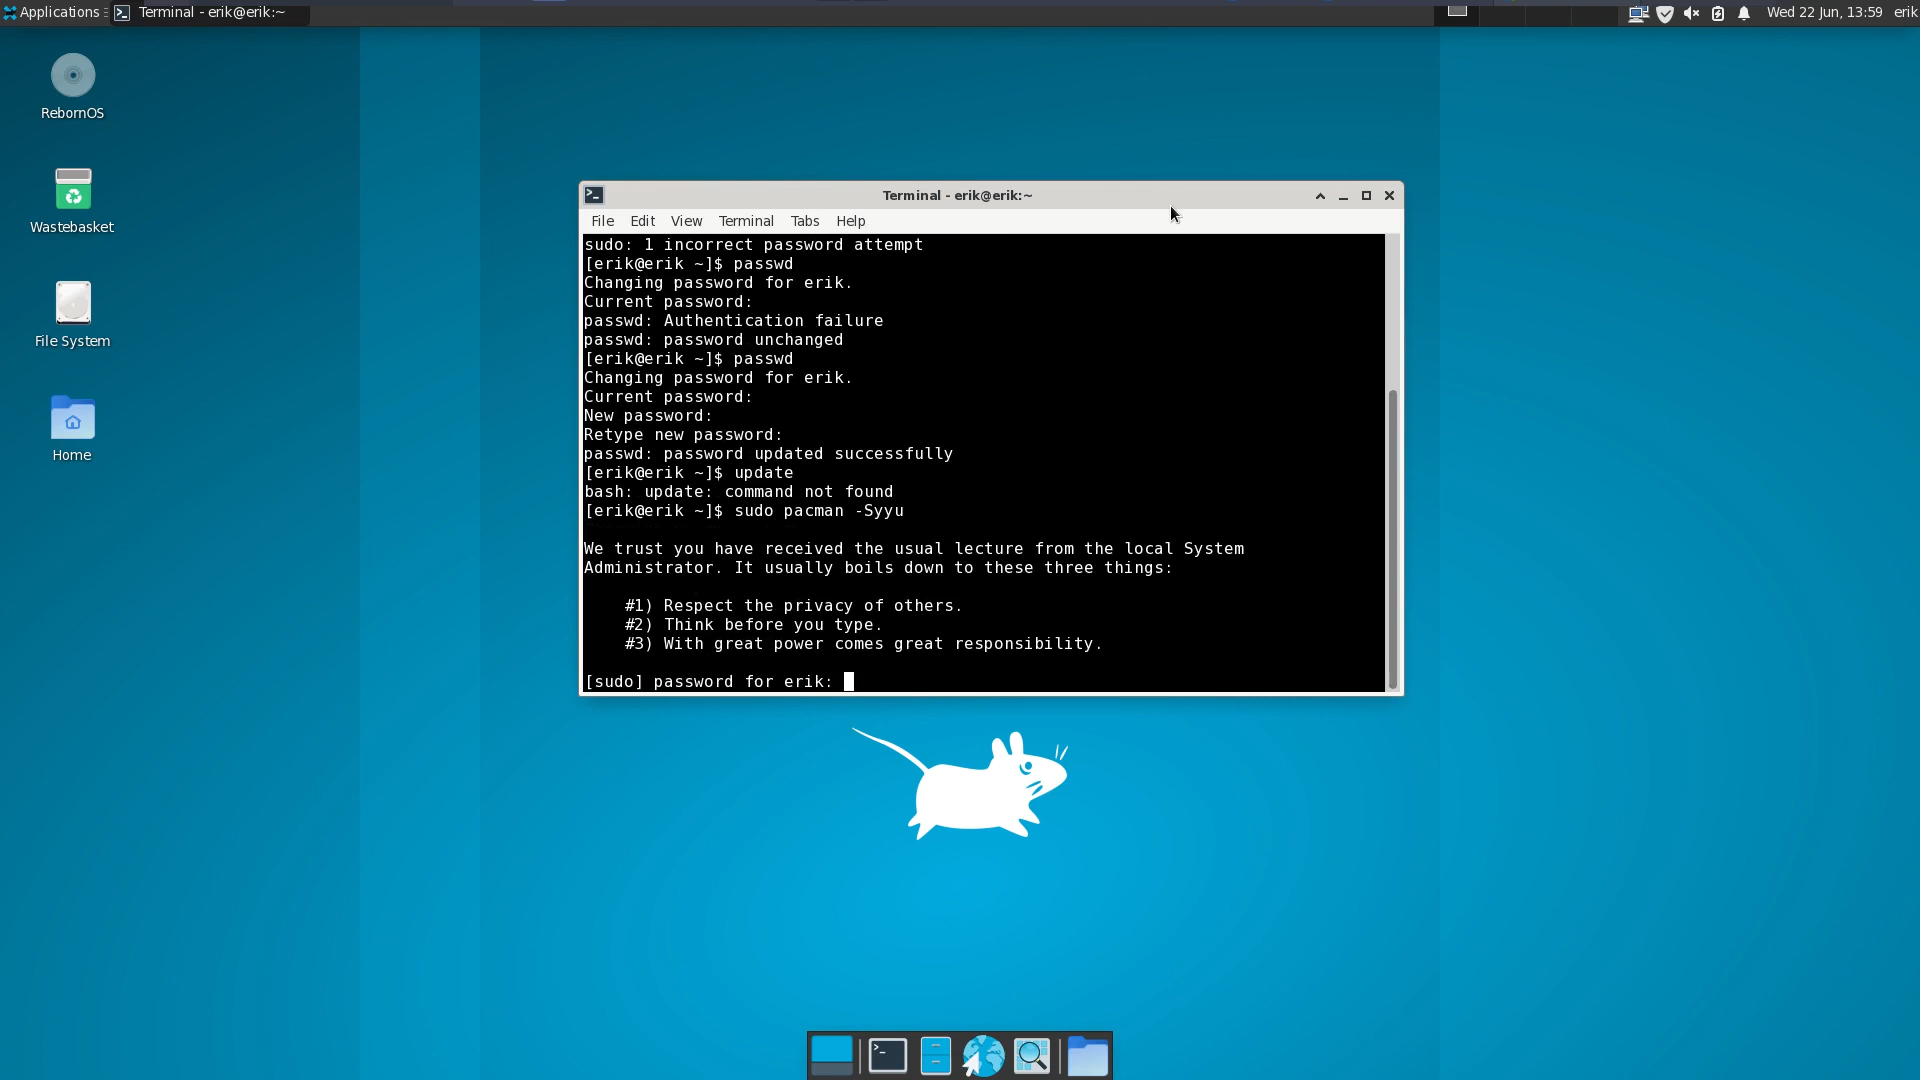 Applications
Terminal - erik@erik:~
Wed 22 Jun, 13:59
erik
RebornOS
Wastebasket
File System
Home
Terminal - erik@erik:~
File Edit View Terminal Tabs Help
sudo: 1 incorrect password attempt
[erik@erik ~]$ passwd
Changing password for erik.
Current password:
passwd: Authentication failure
passwd: password unchanged
[erik@erik ~]$ passwd
Changing password for erik.
Current password:
New password:
Retype new password:
passwd: password updated successfully
[erik@erik ~]$ update
bash: update: command not found
[erik@erik ~]$ sudo pacman -Syyu
We trust you have received the usual lecture from the local System
Administrator. It usually boils down to these three things:
#1) Respect the privacy of others.
#2) Think before you type.
#3) With great power comes great responsibility.
[sudo] password for erik: